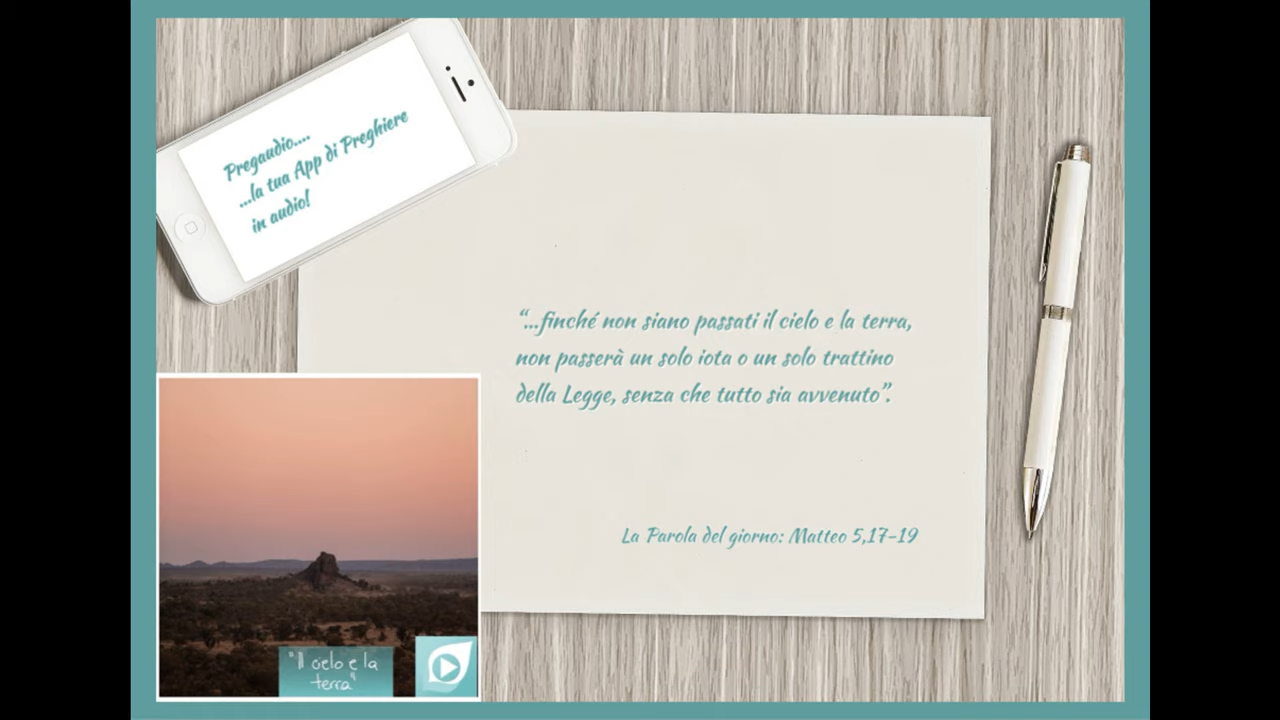 Pregaudio....
...la tua App di Preghiere
in audio!
“...finché non siano passati il cielo e la terra,
non passerà un solo iota o un solo trattino
della Legge, senza che tutto sia avvenuto”.
La Parola del giorno: Matteo 5,17-19
"Il cielo e la
terra"